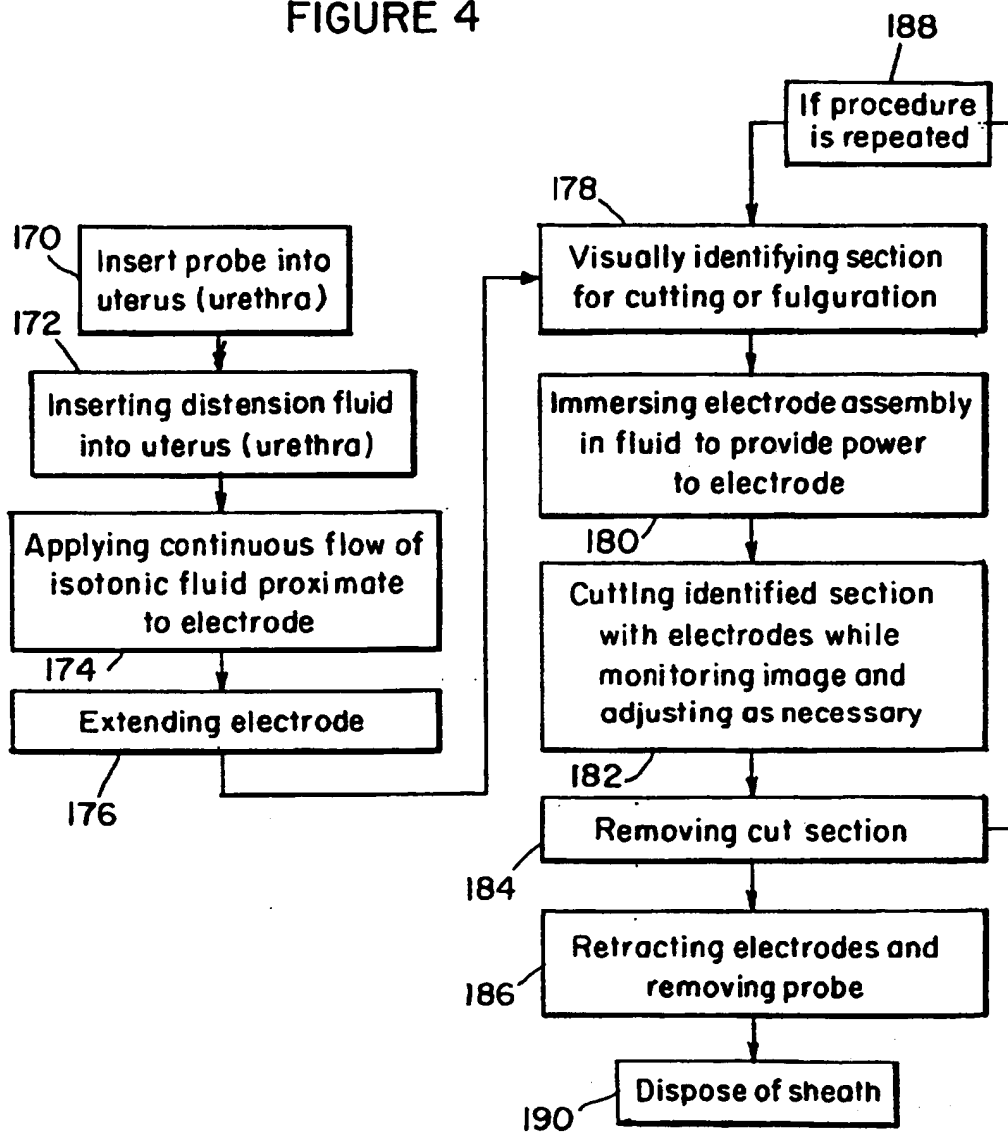 FIGURE 4
170
Insert probe into
uterus (urethra)
172
Inserting distension fluid
into uterus (urethra)
Applying continuous flow of
isotonic fluid proximate
to electrode
174
Extending electrode
176
188
If procedure
is repeated
178
Visually identifying section
for cutting or fulguration
Immersing electrode assembly
in fluid to provide power
to electrode
180
Cutting identified section
with electrodes while
monitoring image and
adjusting as necessary
182
Removing cut section
184
Retracting electrodes and
removing probe
186
Dispose of sheath
190